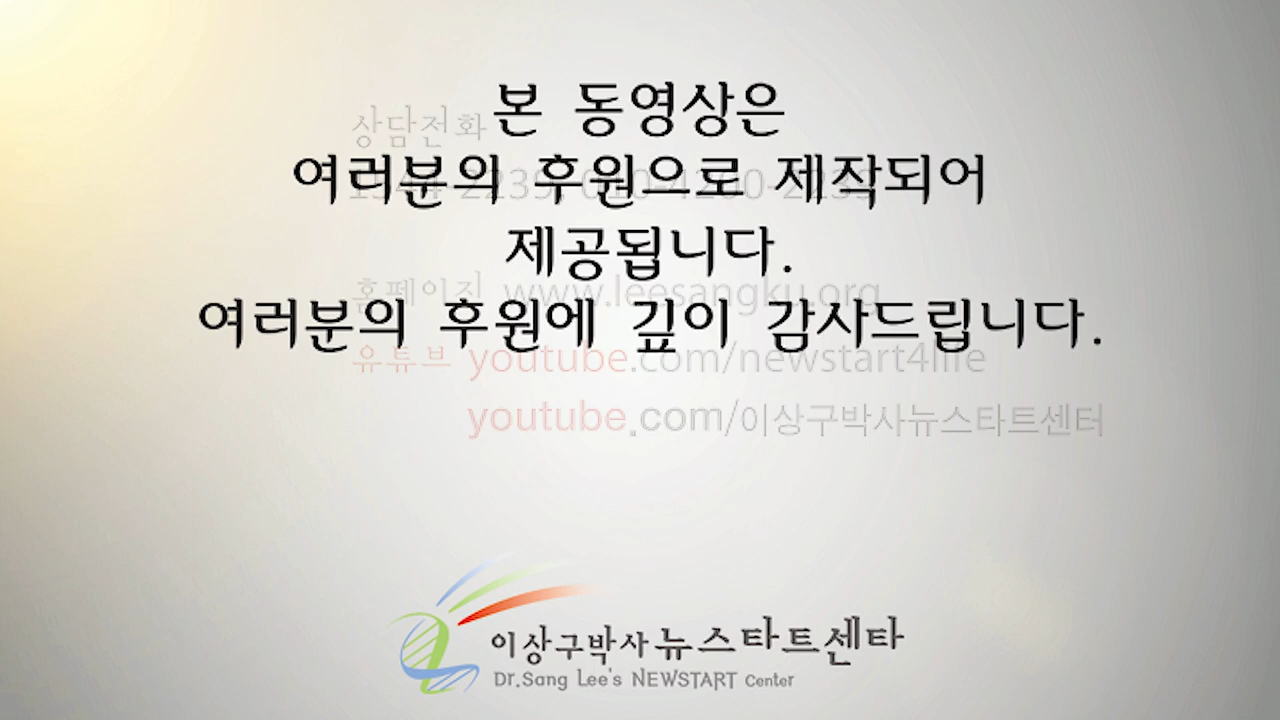 본 동영상은
상담전화
여러분의 후원으로 제작되어
제공됩니다.
홈페이지 www.leesangku.org
여러분의 후원에 깊이 감사드립니다.
유튜브 youtube.com/newstart4life
youtube.com/이상구박사뉴스타트센터
이상구박사 뉴스타트센타
Dr.Sang Lee's NEWSTART Center